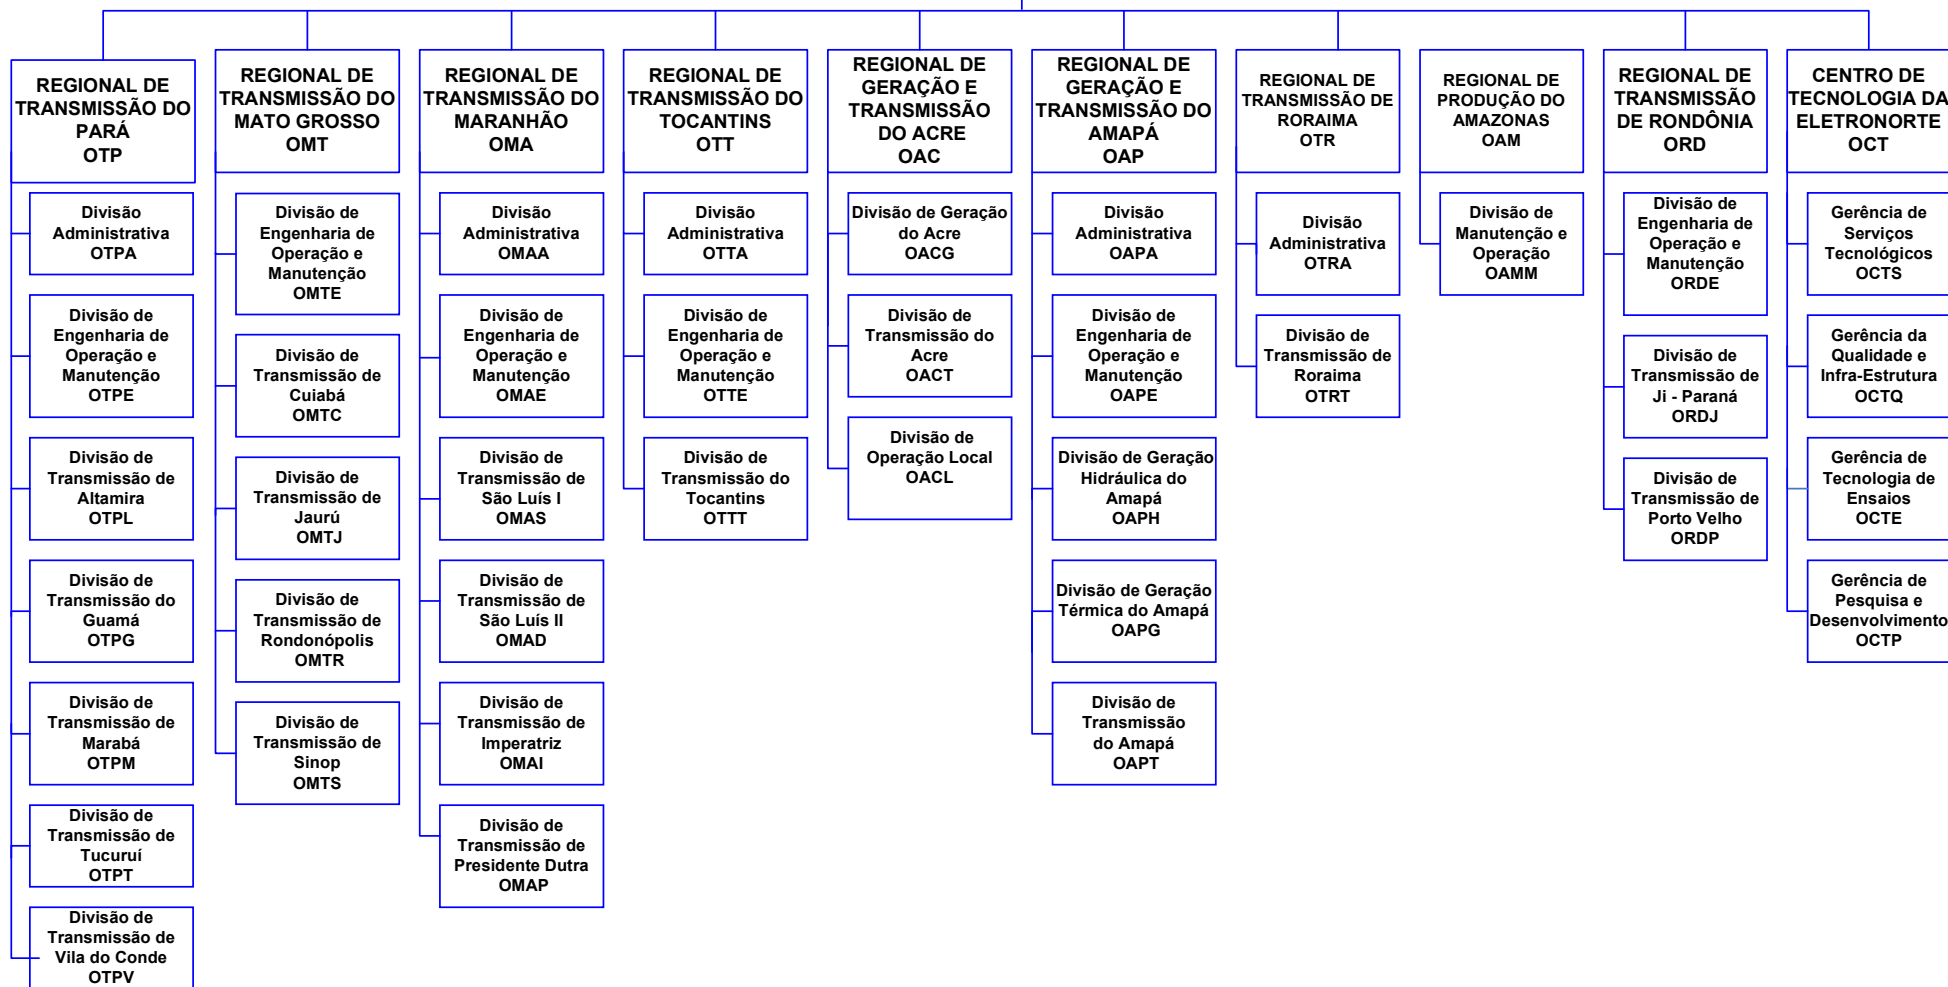 REGIONAL DE
TRANSMISSÃO DO
PARÁ
OTP
Divisão
Administrativa
OTPA
Divisão de
Engenharia de
Operação e
Manutenção
OTPE
Divisão de
Transmissão de
Altamira
OTPL
Divisão de
Transmissão do
Guamá
OTPG
Divisão de
Transmissão de
Marabá
OTPM
Divisão de
Transmissão de
Tucuruí
OTPT
Divisão de
Transmissão de
Vila do Conde
OTPV
REGIONAL DE
TRANSMISSÃO DO
MATO GROSSO
OMT
Divisão de
Engenharia de
Operação e
Manutenção
OMTE
Divisão de
Transmissão de
Cuiabá
OMTC
Divisão de
Transmissão de
Jaurú
OMTJ
Divisão de
Transmissão de
Rondonópolis
OMTR
Divisão de
Transmissão de
Sinop
OMTS
REGIONAL DE
TRANSMISSÃO DO
MARANHÃO
OMA
Divisão
Administrativa
OMAA
Divisão de
Engenharia de
Operação e
Manutenção
OMAE
Divisão de
Transmissão de
São Luís I
OMAS
Divisão de
Transmissão de
São Luís II
OMAD
Divisão de
Transmissão de
Imperatriz
OMAI
Divisão de
Transmissão de
Presidente Dutra
OMAP
REGIONAL DE
TRANSMISSÃO DO
TOCANTINS
OTT
Divisão
Administrativa
OTTA
Divisão de
Engenharia de
Operação e
Manutenção
OTTE
Divisão de
Transmissão do
Tocantins
OTTT
REGIONAL DE
GERAÇÃO E
TRANSMISSÃO
DO ACRE
OAC
Divisão de Geração
do Acre
OACG
Divisão de
Transmissão do
Acre
OACT
Divisão de
Operação Local
OACL
REGIONAL DE
GERAÇÃO E
TRANSMISSÃO DO
AMAPÁ
OAP
Divisão
Administrativa
OAPA
Divisão de
Engenharia de
Operação e
Manutenção
OAPE
Divisão de Geração
Hidráulica do
Amapá
OAPH
Divisão de Geração
Térmica do Amapá
OAPG
Divisão de
Transmissão
do Amapá
OAPT
REGIONAL DE
TRANSMISSÃO DE
RORAIMA
OTR
Divisão
Administrativa
OTRA
Divisão de
Transmissão de
Roraima
OTRT
REGIONAL DE
PRODUÇÃO DO
AMAZONAS
OAM
Divisão de
Manutenção e
Operação
OAMM
REGIONAL DE
TRANSMISSÃO
DE RONDÔNIA
ORD
Divisão de
Engenharia de
Operação e
Manutenção
ORDE
Divisão de
Transmissão de
Ji - Paraná
ORDJ
Divisão de
Transmissão de
Porto Velho
ORDP
CENTRO DE
TECNOLOGIA DA
ELETRONORTE
OCT
Gerência de
Serviços
Tecnológicos
OCTS
Gerência da
Qualidade e
Infra-Estrutura
OCTQ
Gerência de
Tecnologia de
Ensaios
OCTE
Gerência de
Pesquisa e
Desenvolvimento
OCTP